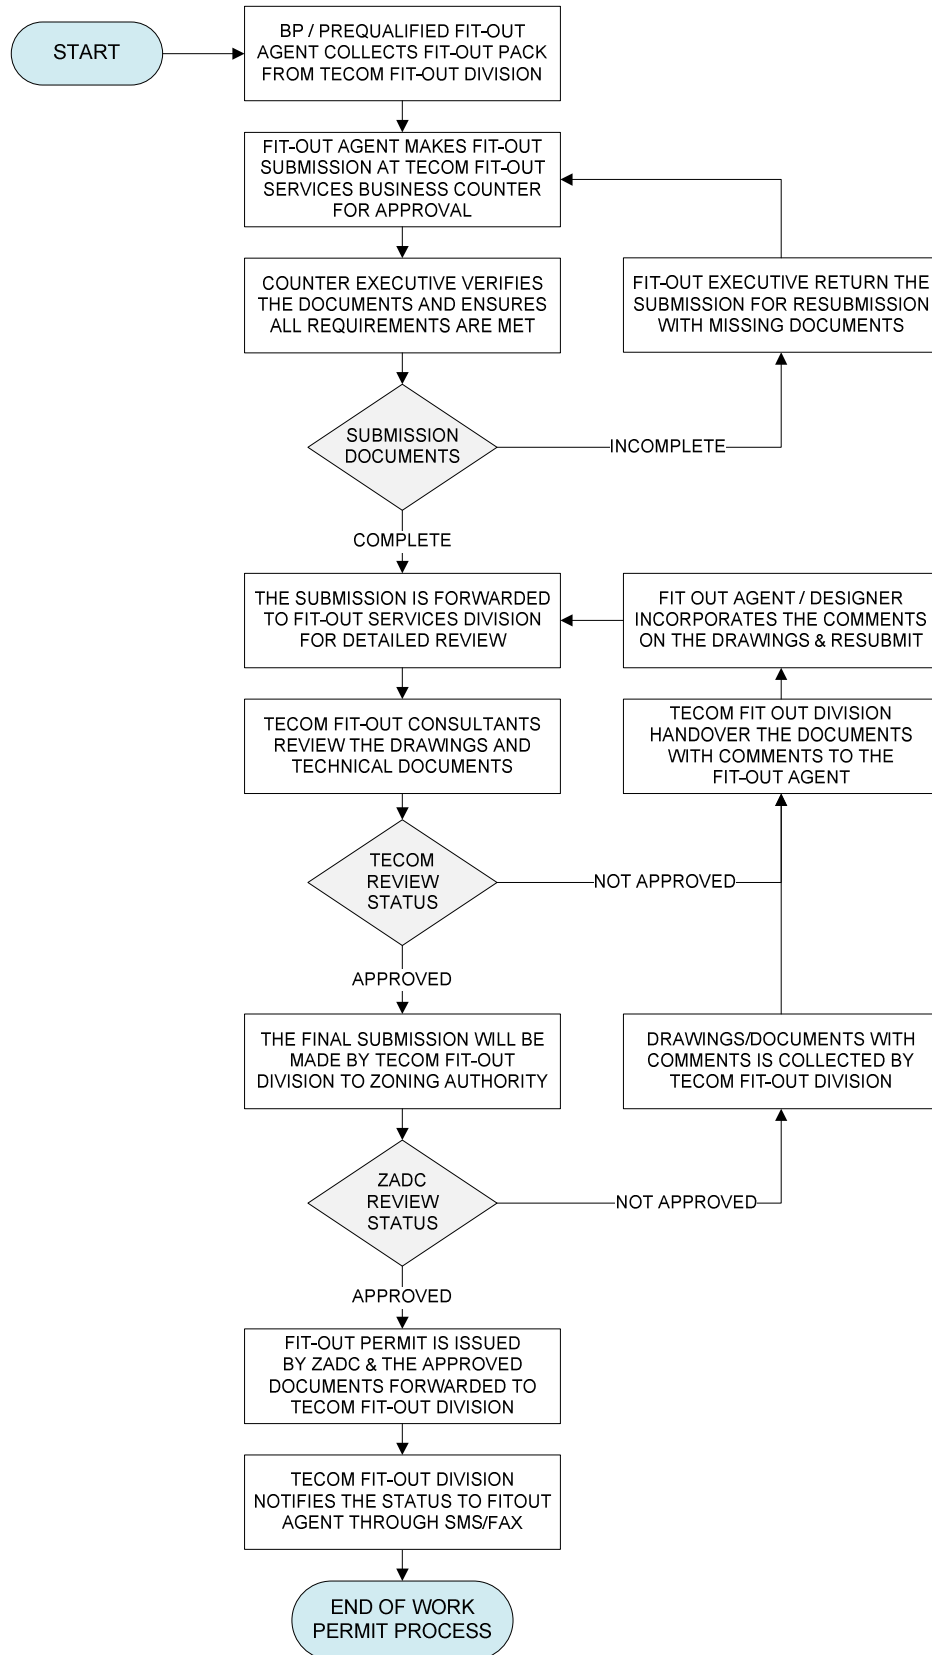 START
BP / PREQUALIFIED FIT-OUT
AGENT COLLECTS FIT-OUT PACK
FROM TECOM FIT-OUT DIVISION
FIT-OUT AGENT MAKES FIT-OUT
SUBMISSION AT TECOM FIT-OUT
SERVICES BUSINESS COUNTER
FOR APPROVAL
COUNTER EXECUTIVE VERIFIES
THE DOCUMENTS AND ENSURES
ALL REQUIREMENTS ARE MET
FIT-OUT EXECUTIVE RETURN THE
SUBMISSION FOR RESUBMISSION
WITH MISSING DOCUMENTS
SUBMISSION
DOCUMENTS
INCOMPLETE
COMPLETE
THE SUBMISSION IS FORWARDED
TO FIT-OUT SERVICES DIVISION
FOR DETAILED REVIEW
FIT OUT AGENT / DESIGNER
INCORPORATES THE COMMENTS
ON THE DRAWINGS & RESUBMIT
TECOM FIT-OUT CONSULTANTS
REVIEW THE DRAWINGS AND
TECHNICAL DOCUMENTS
TECOM FIT OUT DIVISION
HANDOVER THE DOCUMENTS
WITH COMMENTS TO THE
FIT-OUT AGENT
TECOM
REVIEW
STATUS
NOT APPROVED
APPROVED
THE FINAL SUBMISSION WILL BE
MADE BY TECOM FIT-OUT
DIVISION TO ZONING AUTHORITY
DRAWINGS/DOCUMENTS WITH
COMMENTS IS COLLECTED BY
TECOM FIT-OUT DIVISION
ZADC
REVIEW
STATUS
NOT APPROVED
APPROVED
FIT-OUT PERMIT IS ISSUED
BY ZADC & THE APPROVED
DOCUMENTS FORWARDED TO
TECOM FIT-OUT DIVISION
TECOM FIT-OUT DIVISION
NOTIFIES THE STATUS TO FITOUT
AGENT THROUGH SMS/FAX
END OF WORK
PERMIT PROCESS